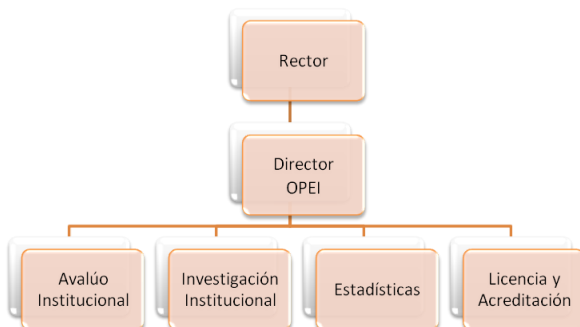 Rector
Director
OPEI
Avalúo
Institucional
Investigación
Institucional
Estadísticas
Licencia y
Acreditación